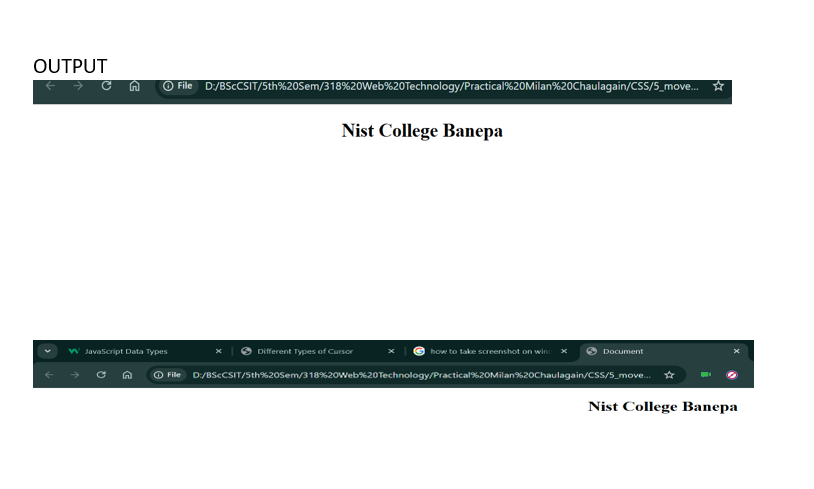 OUTPUT
File D:/BScCSIT/5th%20Sem/318%20Web%20Technology/Practical%20Milan%20Chaulagain/CSS/5_move...
Nist College Banepa
JavaScript Data Types Different Types of Cursor how to take screenshot on win Document
File D:/BScCSIT/5th%20Sem/318%20Web%20Technology/Practical%20Milan%20Chaulagain/CSS/5_move...
Nist College Banepa